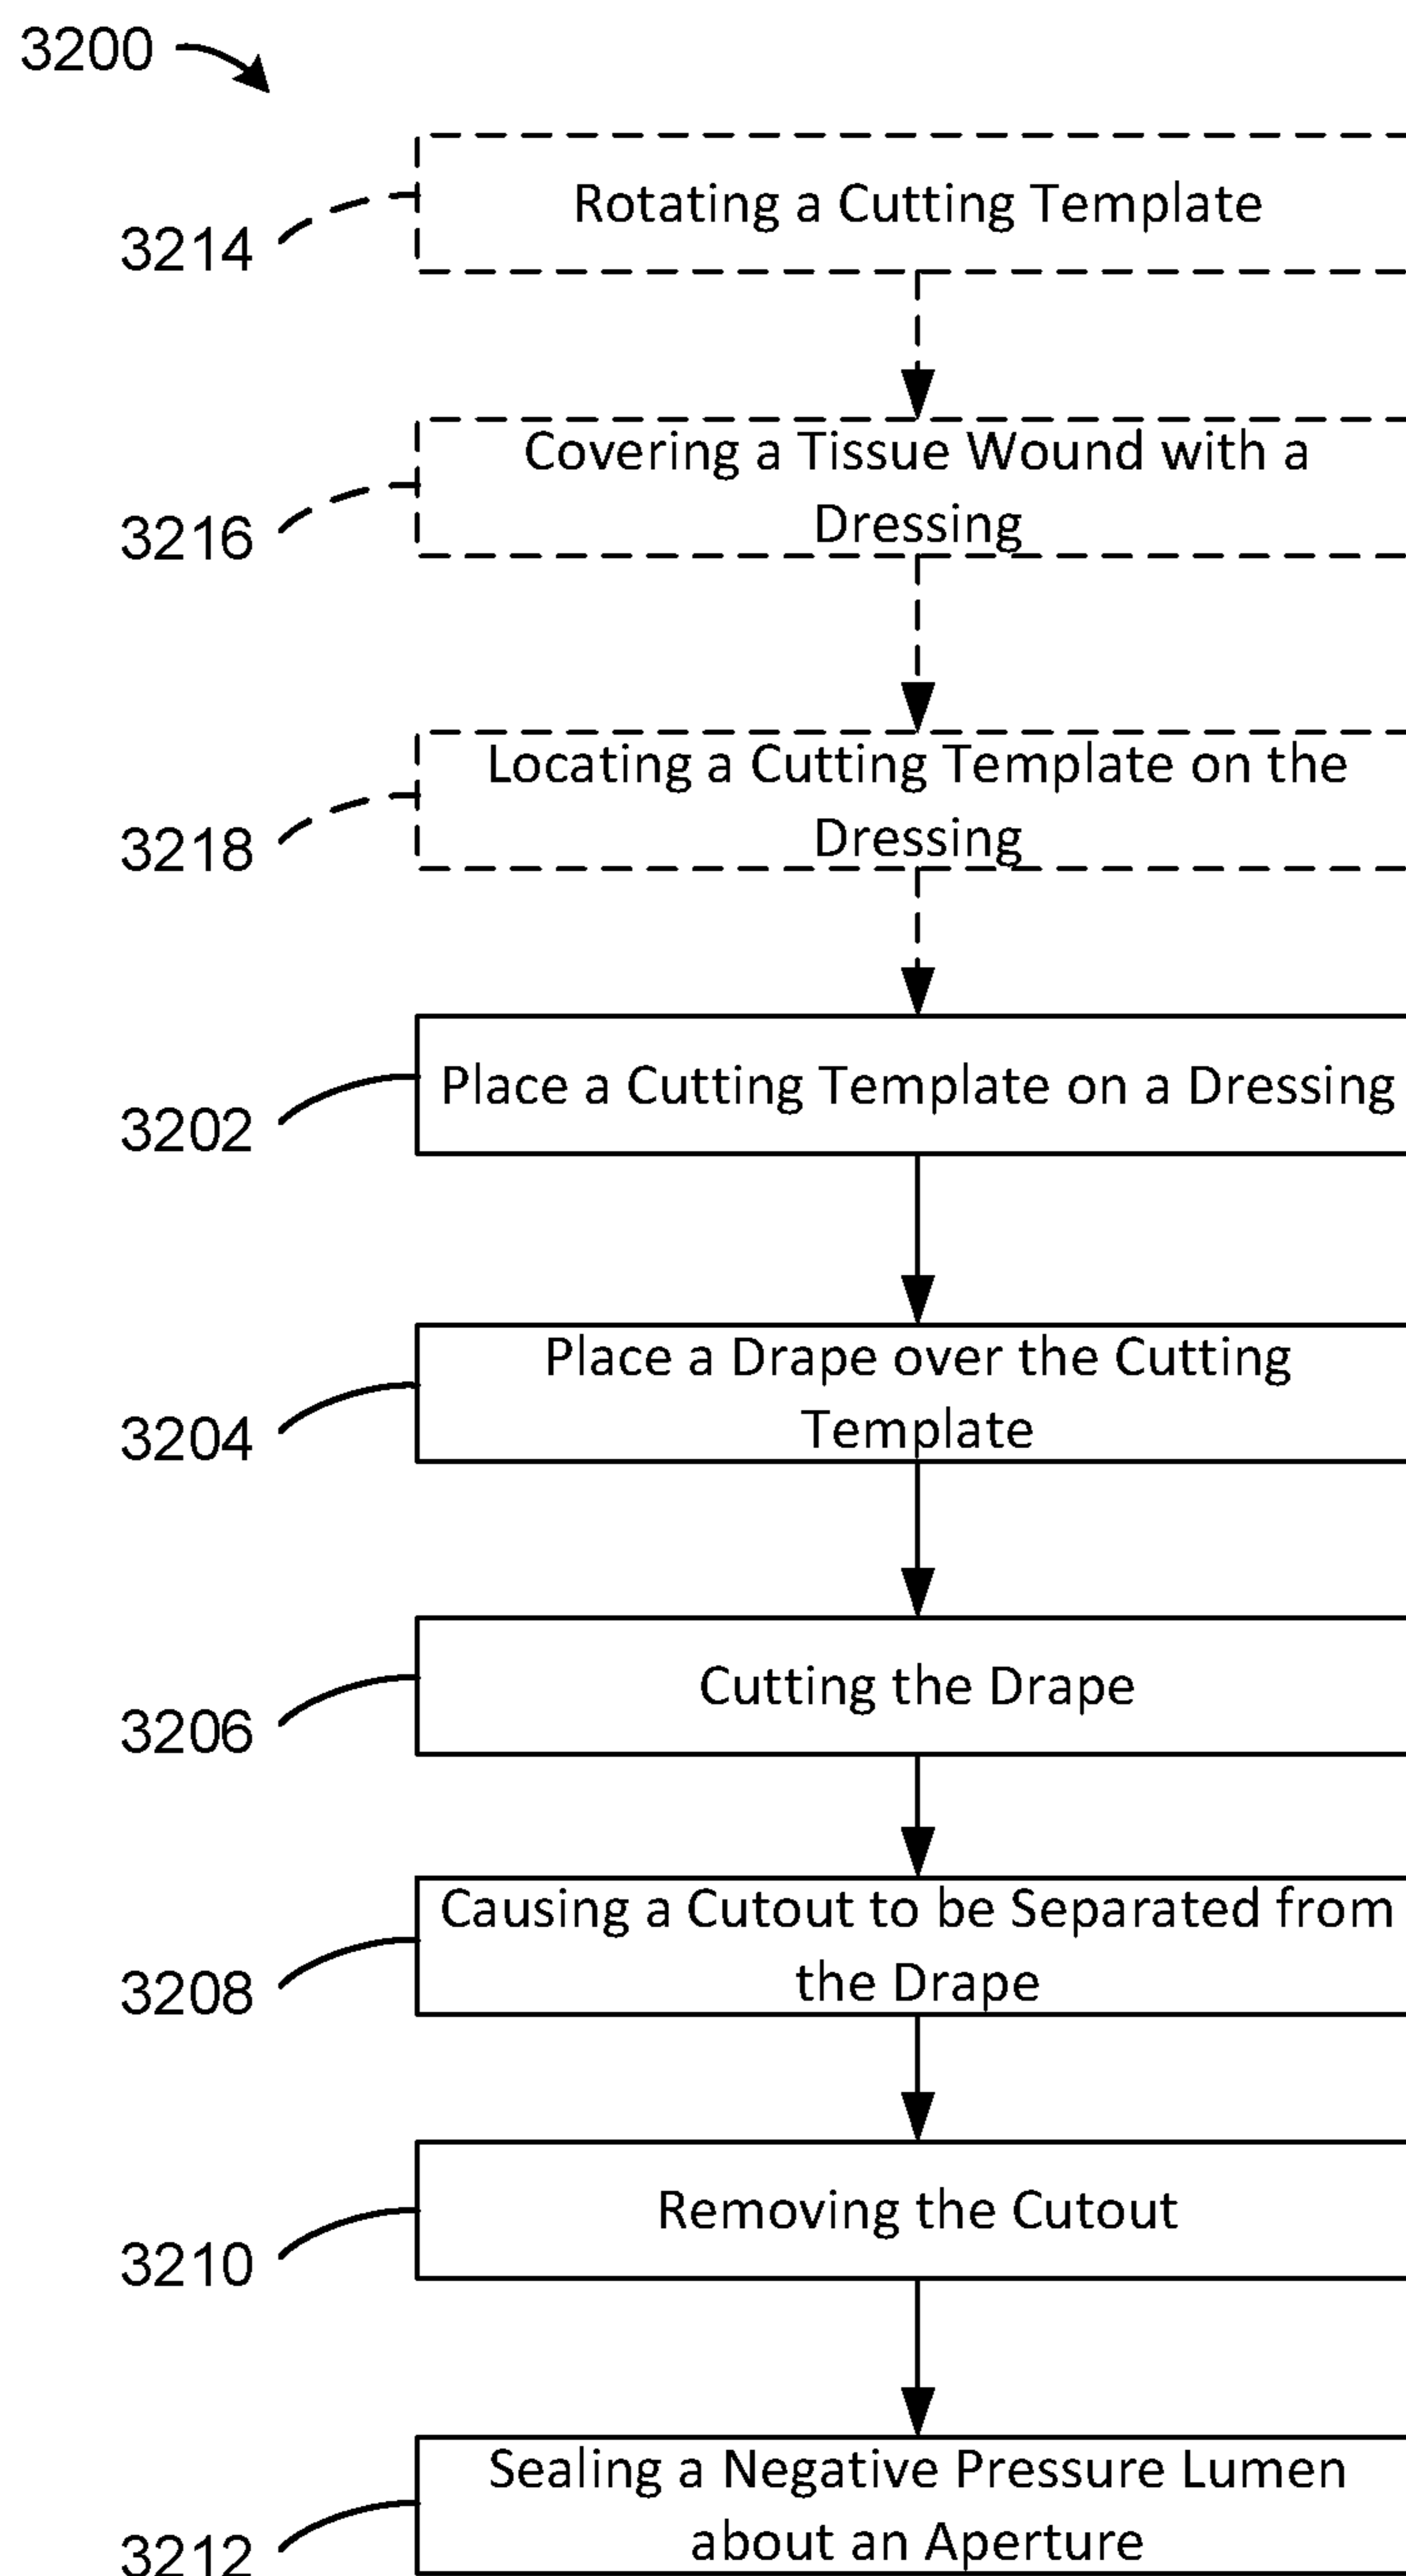 3200
Rotating a Cutting Template
3214
Covering a Tissue Wound with a
Dressing
3216
Locating a Cutting Template on the
Dressing
3218
Place a Cutting Template on a Dressing
3202
Place a Drape over the Cutting
Template
3204
Cutting the Drape
3206
Causing a Cutout to be Separated from
the Drape
3208
Removing the Cutout
3210
Sealing a Negative Pressure Lumen
about an Aperture
3212